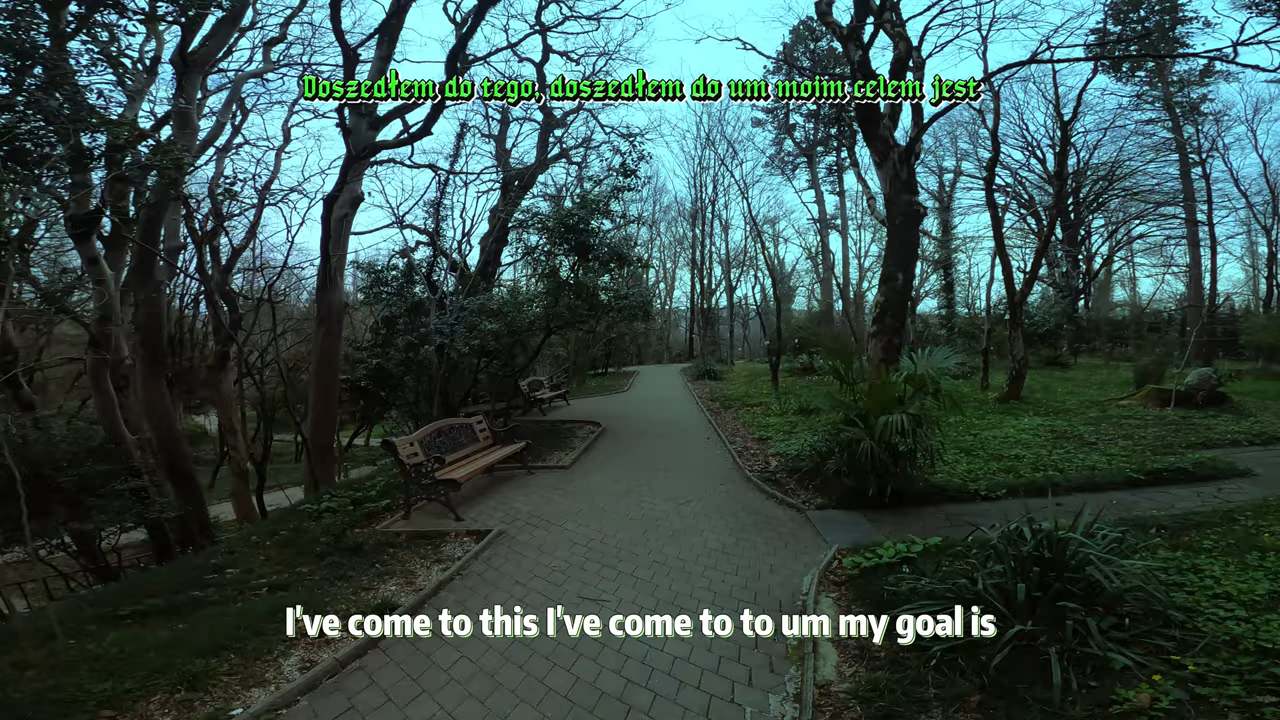 Doszedłem do tego, doszedłem do um moim celem jest
I've come to this I've come to to um my goal is